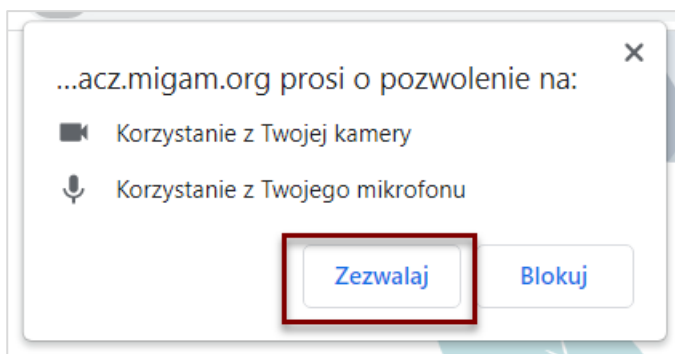 ...acz.migam.org prosi o pozwolenie na:
Korzystanie z Twojej kamery
Korzystanie z Twojego mikrofonu
Zezwalaj Blokuj